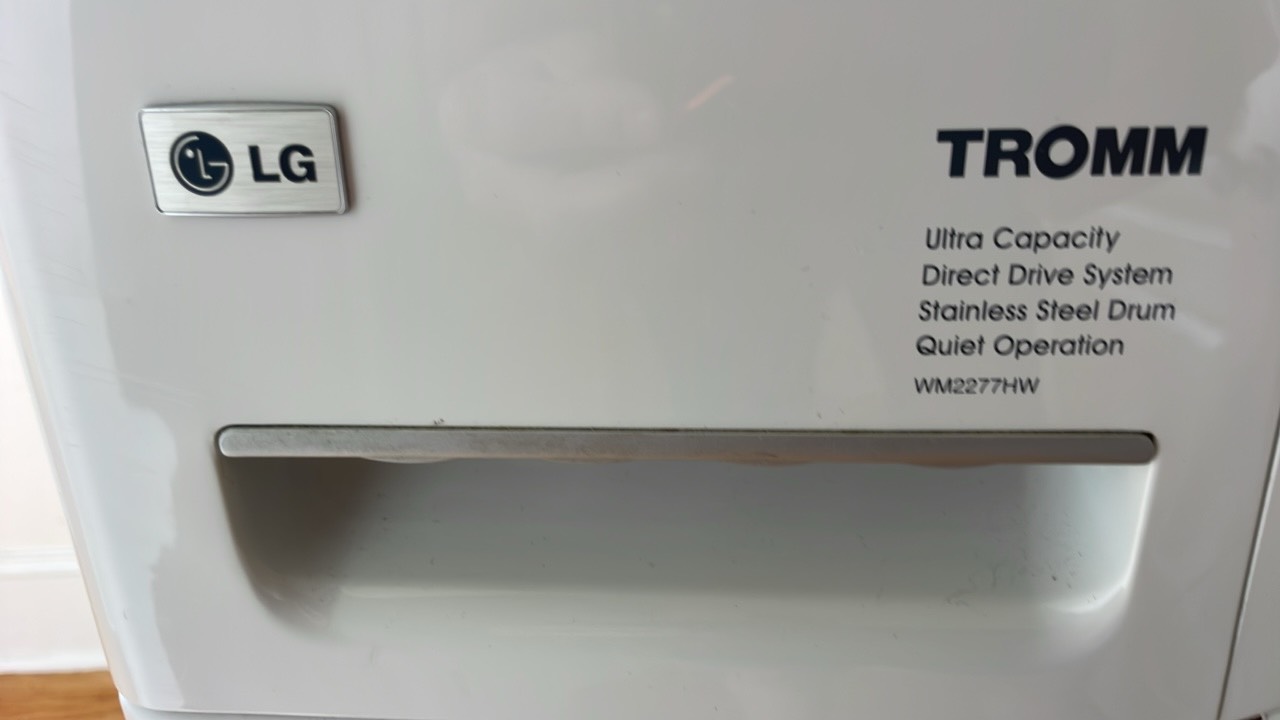 LG
TROMM
Ultra Capacity
Direct Drive System
Stainless Steel Drum
Quiet Operation
WM2277HW